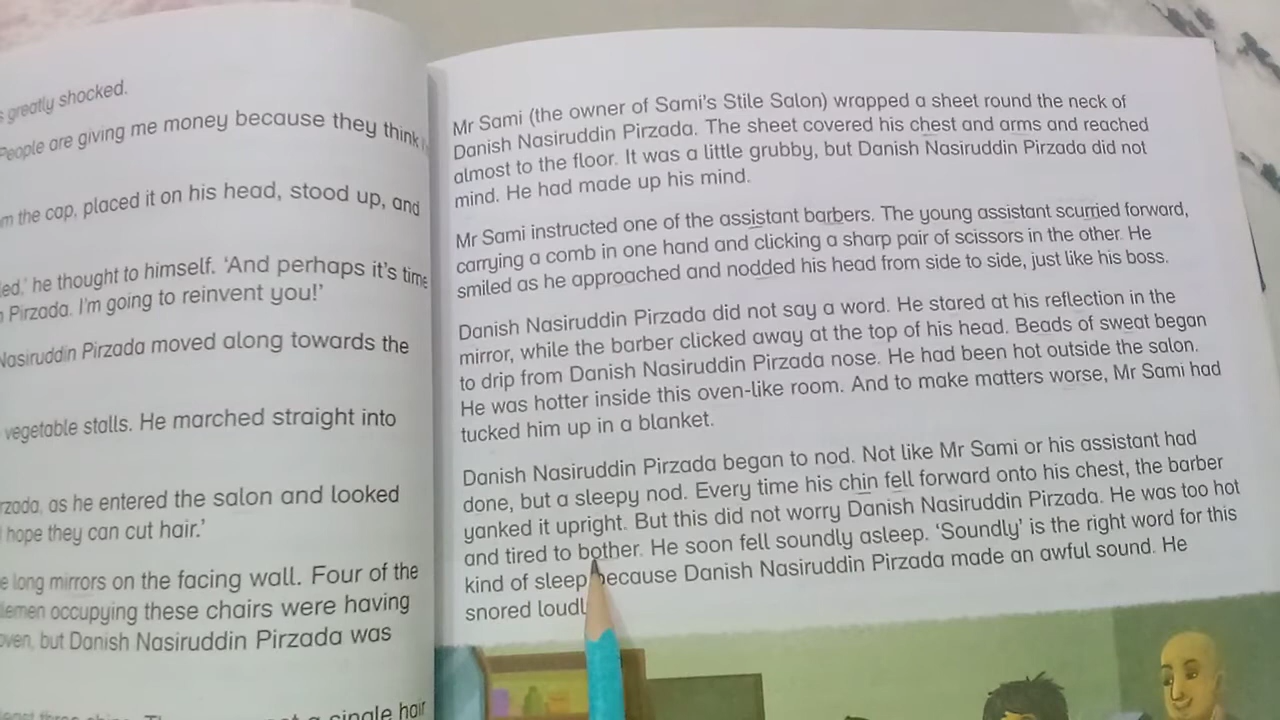 greatly shocked.
People are giving me money because they think
the cap, placed it on his head, stood up, and
he thought to himself. 'And perhaps it's time
Pirzada. I'm going to reinvent you!'
Nasiruddin Pirzada moved along towards the
vegetable stalls. He marched straight into
as he entered the salon and looked
hope they can cut hair.'
long mirrors on the facing wall. Four of the
occupying these chairs were having
but Danish Nasiruddin Pirzada was
single hair
Mr Sami (the owner of Sami's Stile Salon) wrapped a sheet round the neck of
Danish Nasiruddin Pirzada. The sheet covered his chest and arms and reached
almost to the floor. It was a little grubby, but Danish Nasiruddin Pirzada did not
mind. He had made up his mind.
Mr Sami instructed one of the assistant barbers. The young assistant scurried forward,
carrying a comb in one hand and clicking a sharp pair of scissors in the other. He
smiled as he approached and nodded his head from side to side, just like his boss.
Danish Nasiruddin Pirzada did not say a word. He stared at his reflection in the
mirror, while the barber clicked away at the top of his head. Beads of sweat began
to drip from Danish Nasiruddin Pirzada nose. He had been hot outside the salon.
He was hotter inside this oven-like room. And to make matters worse, Mr Sami had
tucked him up in a blanket.
Danish Nasiruddin Pirzada began to nod. Not like Mr Sami or his assistant had
done, but a sleepy nod. Every time his chin fell forward onto his chest, the barber
yanked it upright. But this did not worry Danish Nasiruddin Pirzada. He was too hot
and tired to bother. He soon fell soundly asleep. 'Soundly' is the right word for this
kind of sleep because Danish Nasiruddin Pirzada made an awful sound. He
snored